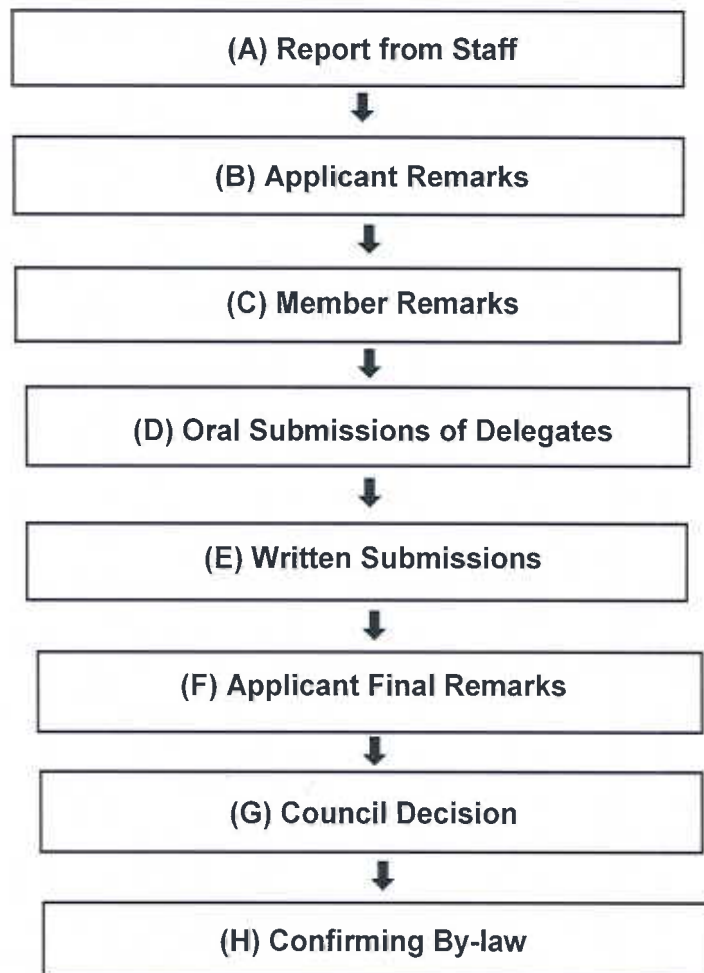 (A) Report from Staff
(B) Applicant Remarks
(C) Member Remarks
(D) Oral Submissions of Delegates
(E) Written Submissions
(F) Applicant Final Remarks
(G) Council Decision
(H) Confirming By-law